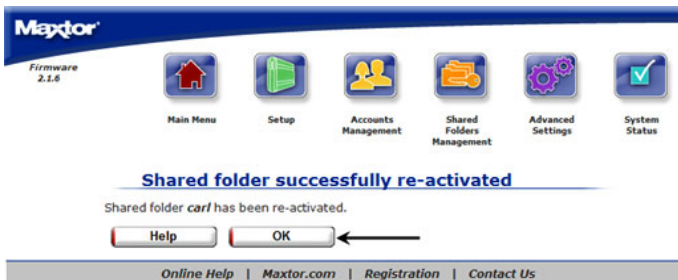 Maxtor
Firmware
2.1.6
Main Menu
Setup
Accounts
Management
Shared
Folders
Management
Advanced
Settings
System
Status
Shared folder successfully re-activated
Shared folder carl has been re-activated.
Help
OK
Online Help | Maxtor.com | Registration | Contact Us